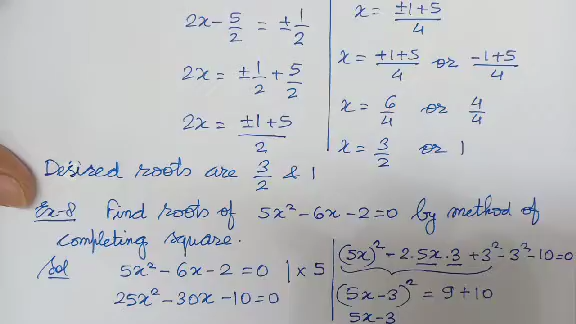 2x - 5/2 = ± 1/2
2x = ± 1/2 + 5/2
2x = (±1 + 5)/2
x = (±1+5)/4
x = (+1+5)/4 or (-1+5)/4
x = 6/4 or 4/4
x = 3/2 or 1
Desired roots are 3/2 & 1
Ex-8 Find roots of 5x² - 6x - 2 = 0 by method of
completing square.
Sol 5x² - 6x - 2 = 0 | × 5
25x² - 30x - 10 = 0
(5x)² - 2.5x.3 + 3² - 3² - 10 = 0
(5x - 3)² = 9 + 10
5x - 3